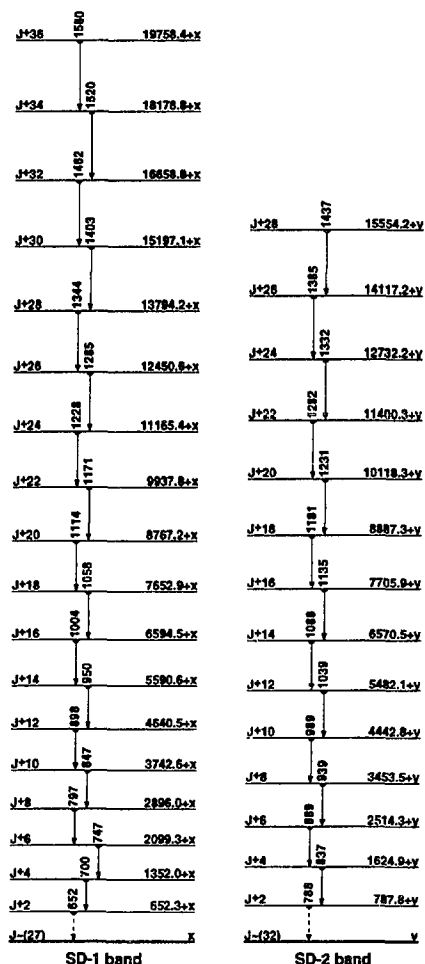 J+36 1580 19758.4+x
J+34 1520 18178.8+x
J+32 1462 16658.8+x
J+30 1403 15197.1+x
J+28 1344 13794.2+x
J+26 1285 12450.6+x
J+24 1228 11165.4+x
J+22 1171 9937.8+x
J+20 1114 8767.2+x
J+18 1058 7652.9+x
J+16 1004 6594.5+x
J+14 950 5590.6+x
J+12 898 4640.5+x
J+10 847 3742.6+x
J+8 797 2896.0+x
J+6 747 2099.3+x
J+4 700 1352.0+x
J+2 652 652.3+x
J~(27) x
SD-1 band
J+28 1437 15554.2+y
J+26 1385 14117.2+y
J+24 1332 12732.2+y
J+22 1282 11400.3+y
J+20 1231 10118.3+y
J+18 1181 8887.3+y
J+16 1135 7705.9+y
J+14 1088 6570.5+y
J+12 1039 5482.1+y
J+10 989 4442.8+y
J+8 939 3453.5+y
J+6 889 2514.3+y
J+4 837 1624.9+y
J+2 788 787.8+y
J~(32) y
SD-2 band